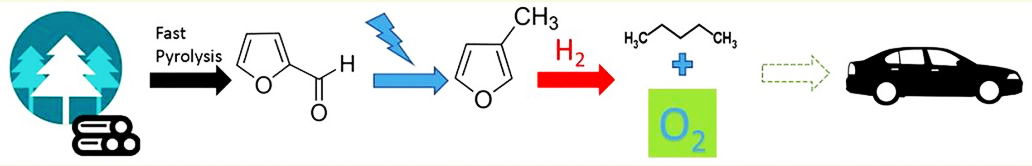 Fast
Pyrolysis
O
H
O
CH₃
O
H₂
H₃C
CH₃
+
O₂